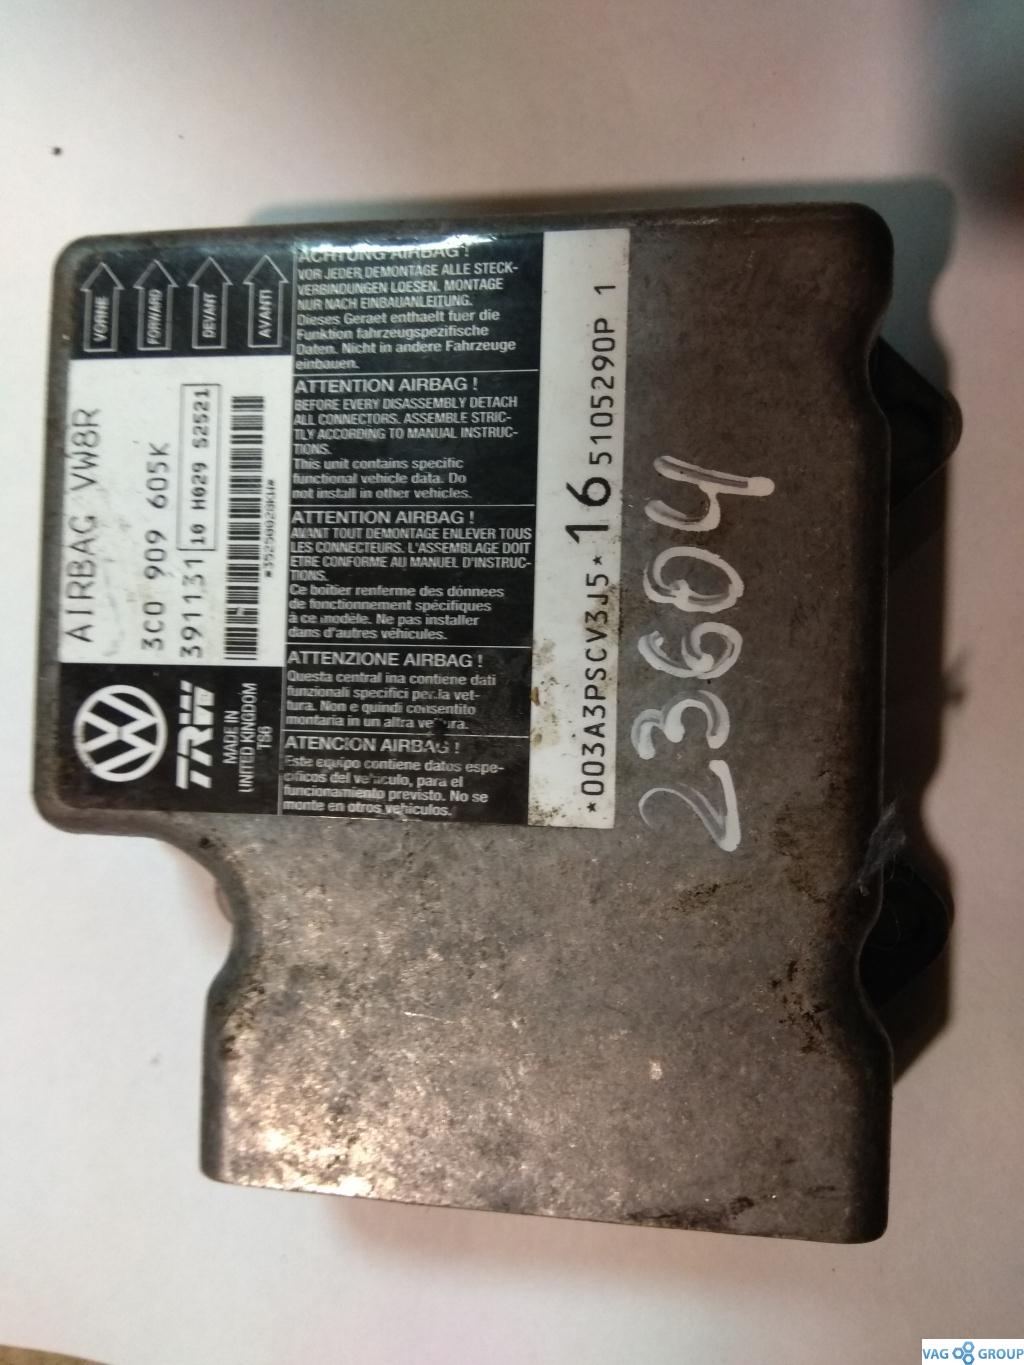 VORNE
FORWARD
DEVANT
AVANTI
AIRBAG VW8R
3C0 909 605K
3911131 10 H029 S2521
TRW
MADE IN
UNITED KINGDOM
TS6
ACHTUNG AIRBAG !
VOR JEDER DEMONTAGE ALLE STECK-
VERBINDUNGEN LOESEN. MONTAGE
NUR NACH EINBAUANLEITUNG.
Dieses Geraet enthaelt fuer die
Funktion fahrzeugspezifische
Daten. Nicht in andere Fahrzeuge
einbauen.
ATTENTION AIRBAG !
BEFORE EVERY DISASSEMBLY DETACH
ALL CONNECTORS. ASSEMBLE STRIC-
TLY ACCORDING TO MANUAL INSTRUC-
TIONS.
This unit contains specific
functional vehicle data. Do
not install in other vehicles.
ATTENTION AIRBAG !
AVANT TOUT DEMONTAGE ENLEVER TOUS
LES CONNECTEURS. L'ASSEMBLAGE DOIT
ETRE CONFORME AU MANUEL D'INSTRUC-
TIONS.
Ce boîtier renferme des données
de fonctionnement spécifiques
à ce modèle. Ne pas installer
dans d'autres véhicules.
ATTENZIONE AIRBAG !
Questa central ina contiene dati
funzionali specifici per la vet-
tura. Non e quindi consentito
montaria in un altra vettura.
ATENCION AIRBAG !
Este equipo contiene datos espe-
cificos del vehiculo, para el
funcionamiento previsto. No se
monte en otros vehiculos.
*003A3PSCV3J5* 16 5105290P 1
23604
VAG GROUP